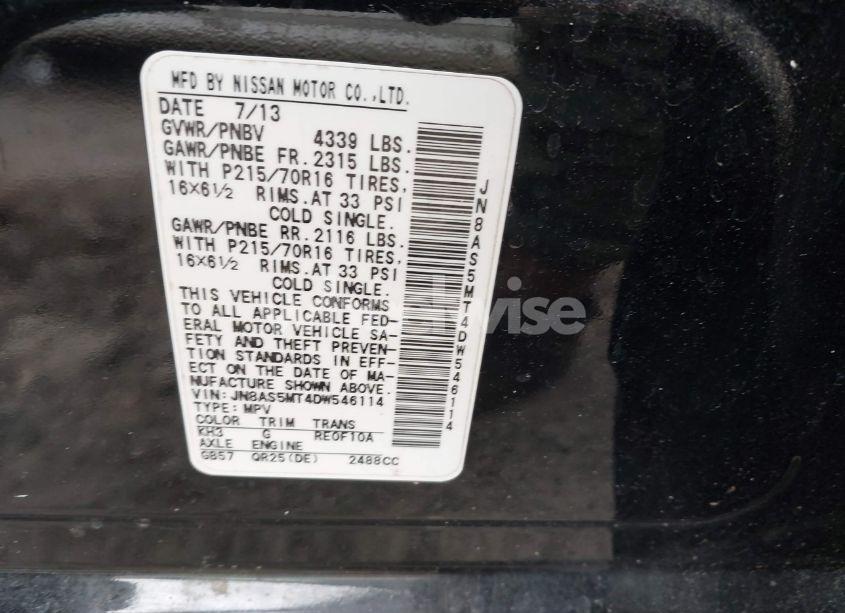 MFD BY NISSAN MOTOR CO.,LTD.
DATE 7/13
GVWR/PNBV 4339 LBS.
GAWR/PNBE FR. 2315 LBS.
WITH P215/70R16 TIRES,
16×6½ RIMS. AT 33 PSI
COLD SINGLE.
GAWR/PNBE RR. 2116 LBS.
WITH P215/70R16 TIRES,
16×6½ RIMS. AT 33 PSI
COLD SINGLE.
THIS VEHICLE CONFORMS
TO ALL APPLICABLE FED-
ERAL MOTOR VEHICLE SA-
FETY AND THEFT PREVEN-
TION STANDARDS IN EFF-
ECT ON THE DATE OF MA-
NUFACTURE SHOWN ABOVE.
VIN: JN8AS5MT4DW546114
TYPE: MPV
COLOR TRIM TRANS
KH3 G RE0F10A
AXLE ENGINE
GB57 QR25(DE) 2488CC
JN8AS5MT4DW546114